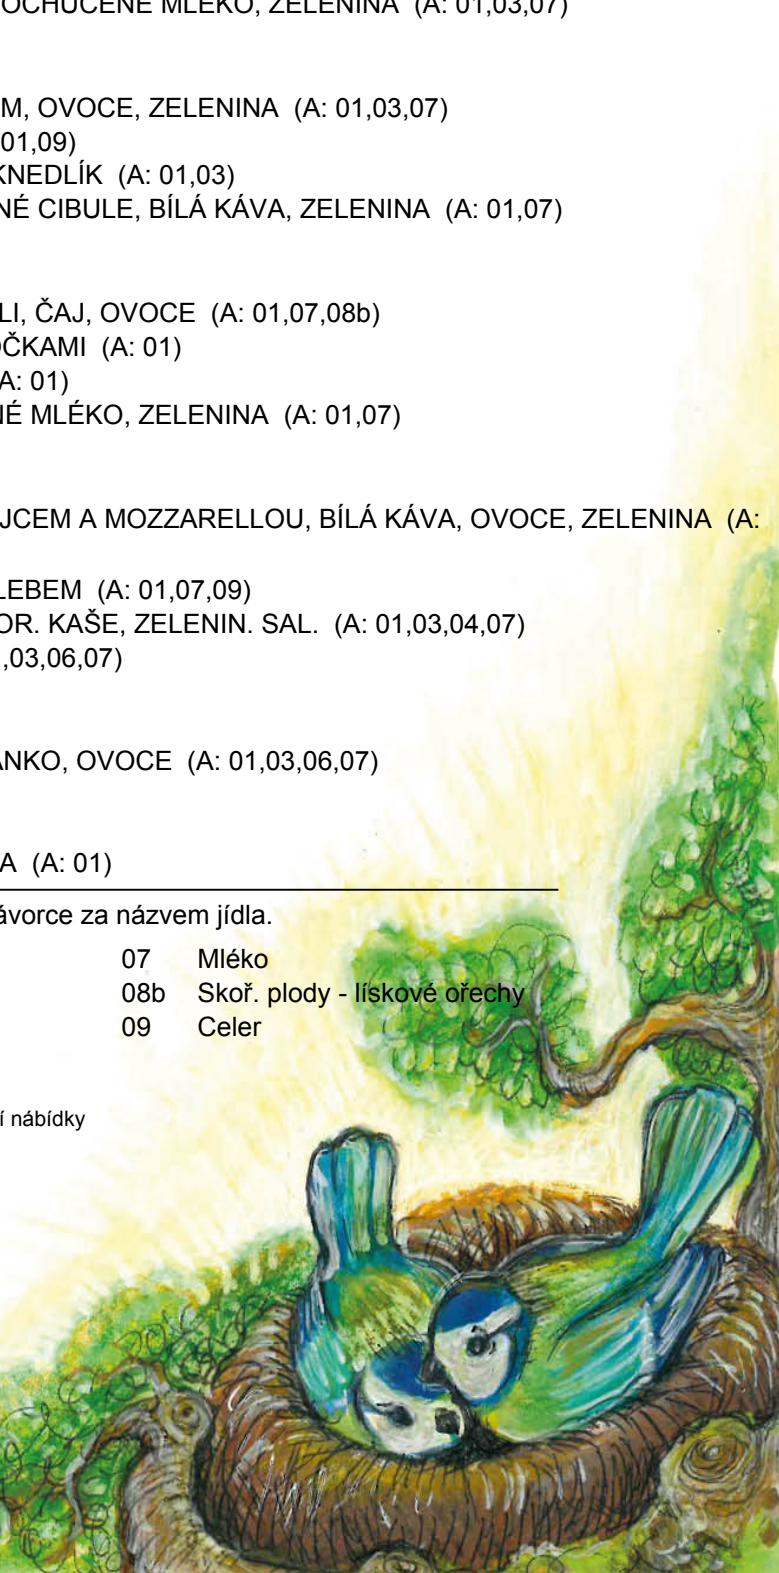 OCHUCENÉ MLÉKO, ZELENINA (A: 01,03,07)
M, OVOCE, ZELENINA (A: 01,03,07)
01,09)
KNEDLÍK (A: 01,03)
NÉ CIBULE, BÍLÁ KÁVA, ZELENINA (A: 01,07)
LI, ČAJ, OVOCE (A: 01,07,08b)
OČKAMI (A: 01)
A: 01)
NÉ MLÉKO, ZELENINA (A: 01,07)
JCEM A MOZZARELLOU, BÍLÁ KÁVA, OVOCE, ZELENINA (A:
LEBEM (A: 01,07,09)
OR. KAŠE, ZELENIN. SAL. (A: 01,03,04,07)
,03,06,07)
ANKO, OVOCE (A: 01,03,06,07)
A (A: 01)
ávorce za názvem jídla.
07 Mléko
08b Skoř. plody - lískové ořechy
09 Celer
í nábídky